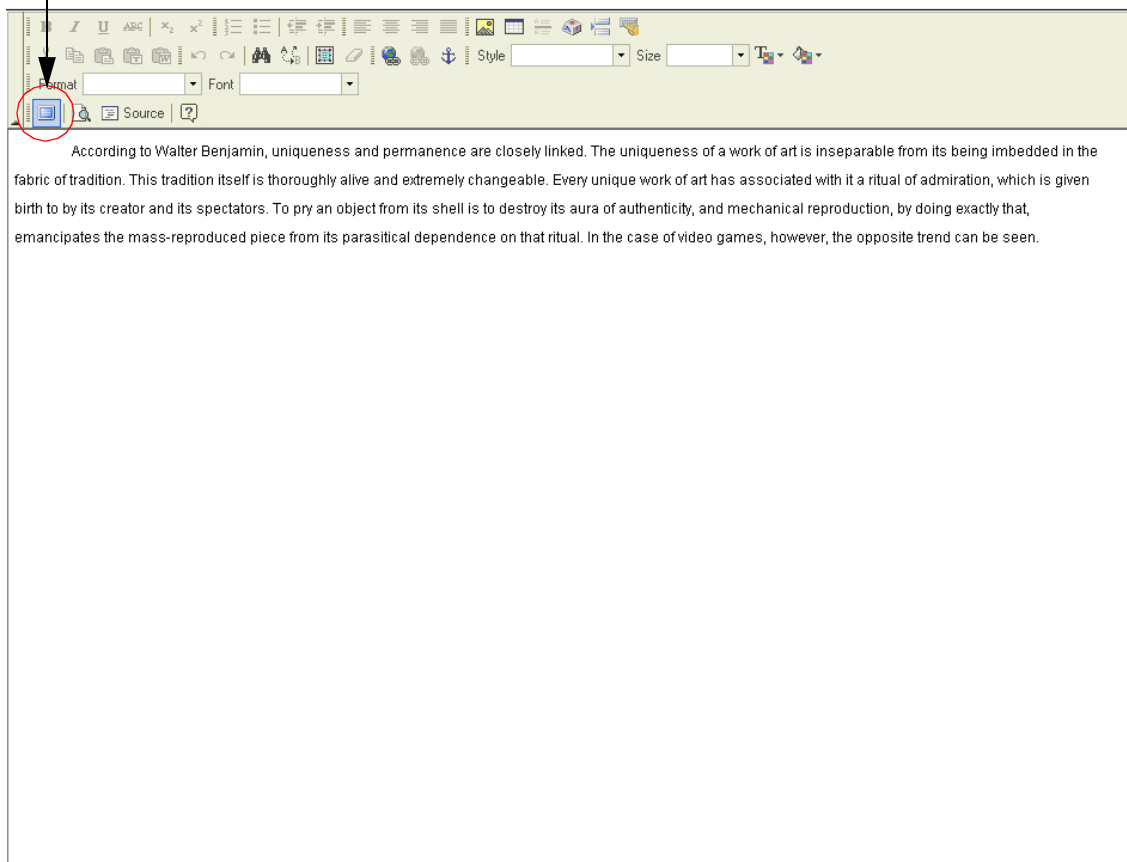 B I U ABC x₂ x²
Style Size
Format Font
Source
According to Walter Benjamin, uniqueness and permanence are closely linked. The uniqueness of a work of art is inseparable from its being imbedded in the
fabric of tradition. This tradition itself is thoroughly alive and extremely changeable. Every unique work of art has associated with it a ritual of admiration, which is given
birth to by its creator and its spectators. To pry an object from its shell is to destroy its aura of authenticity, and mechanical reproduction, by doing exactly that,
emancipates the mass-reproduced piece from its parasitical dependence on that ritual. In the case of video games, however, the opposite trend can be seen.